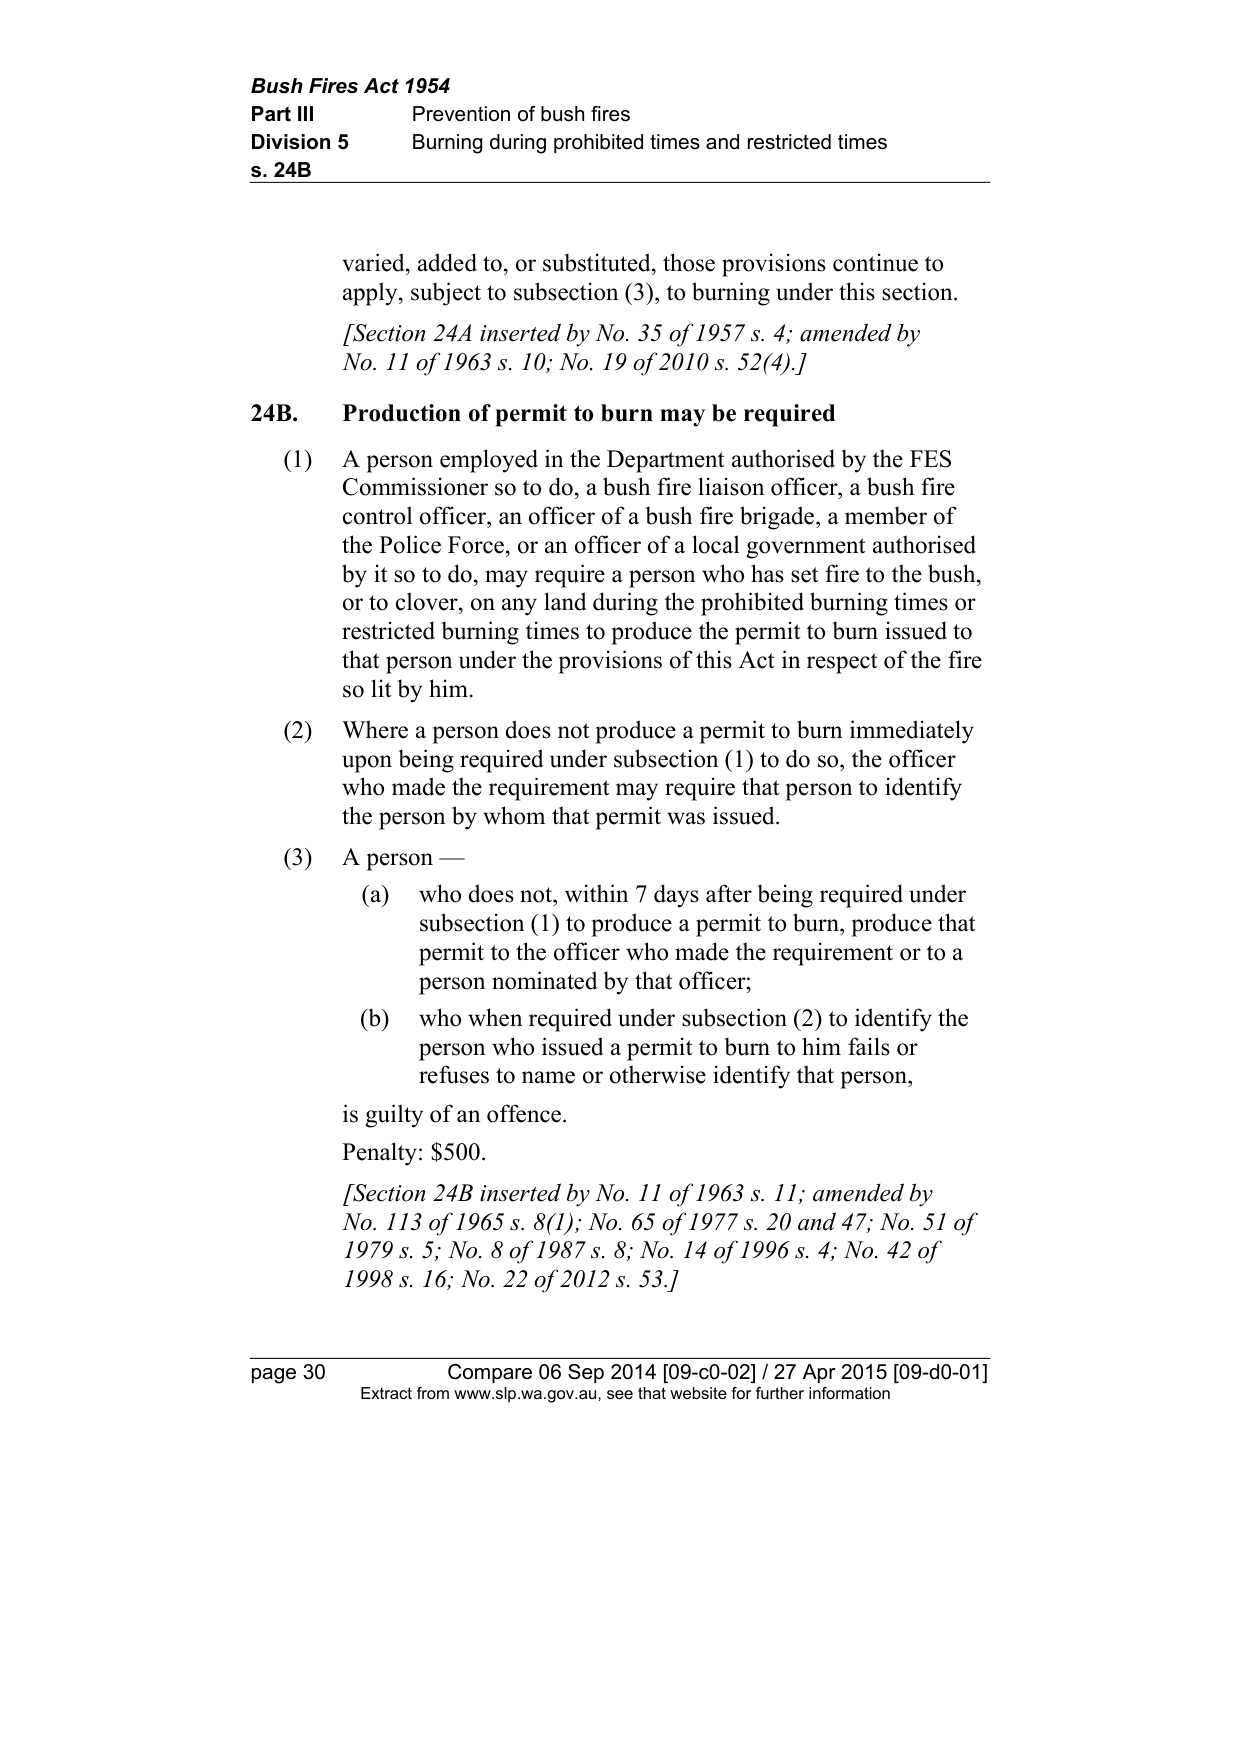 Bush Fires Act 1954
Part III Prevention of bush fires
Division 5 Burning during prohibited times and restricted times
s. 24B
varied, added to, or substituted, those provisions continue to
apply, subject to subsection (3), to burning under this section.
[Section 24A inserted by No. 35 of 1957 s. 4; amended by
No. 11 of 1963 s. 10; No. 19 of 2010 s. 52(4).]
24B. Production of permit to burn may be required
(1) A person employed in the Department authorised by the FES
Commissioner so to do, a bush fire liaison officer, a bush fire
control officer, an officer of a bush fire brigade, a member of
the Police Force, or an officer of a local government authorised
by it so to do, may require a person who has set fire to the bush,
or to clover, on any land during the prohibited burning times or
restricted burning times to produce the permit to burn issued to
that person under the provisions of this Act in respect of the fire
so lit by him.
(2) Where a person does not produce a permit to burn immediately
upon being required under subsection (1) to do so, the officer
who made the requirement may require that person to identify
the person by whom that permit was issued.
(3) A person —
(a) who does not, within 7 days after being required under
subsection (1) to produce a permit to burn, produce that
permit to the officer who made the requirement or to a
person nominated by that officer;
(b) who when required under subsection (2) to identify the
person who issued a permit to burn to him fails or
refuses to name or otherwise identify that person,
is guilty of an offence.
Penalty: $500.
[Section 24B inserted by No. 11 of 1963 s. 11; amended by
No. 113 of 1965 s. 8(1); No. 65 of 1977 s. 20 and 47; No. 51 of
1979 s. 5; No. 8 of 1987 s. 8; No. 14 of 1996 s. 4; No. 42 of
1998 s. 16; No. 22 of 2012 s. 53.]
page 30 Compare 06 Sep 2014 [09-c0-02] / 27 Apr 2015 [09-d0-01]
Extract from www.slp.wa.gov.au, see that website for further information